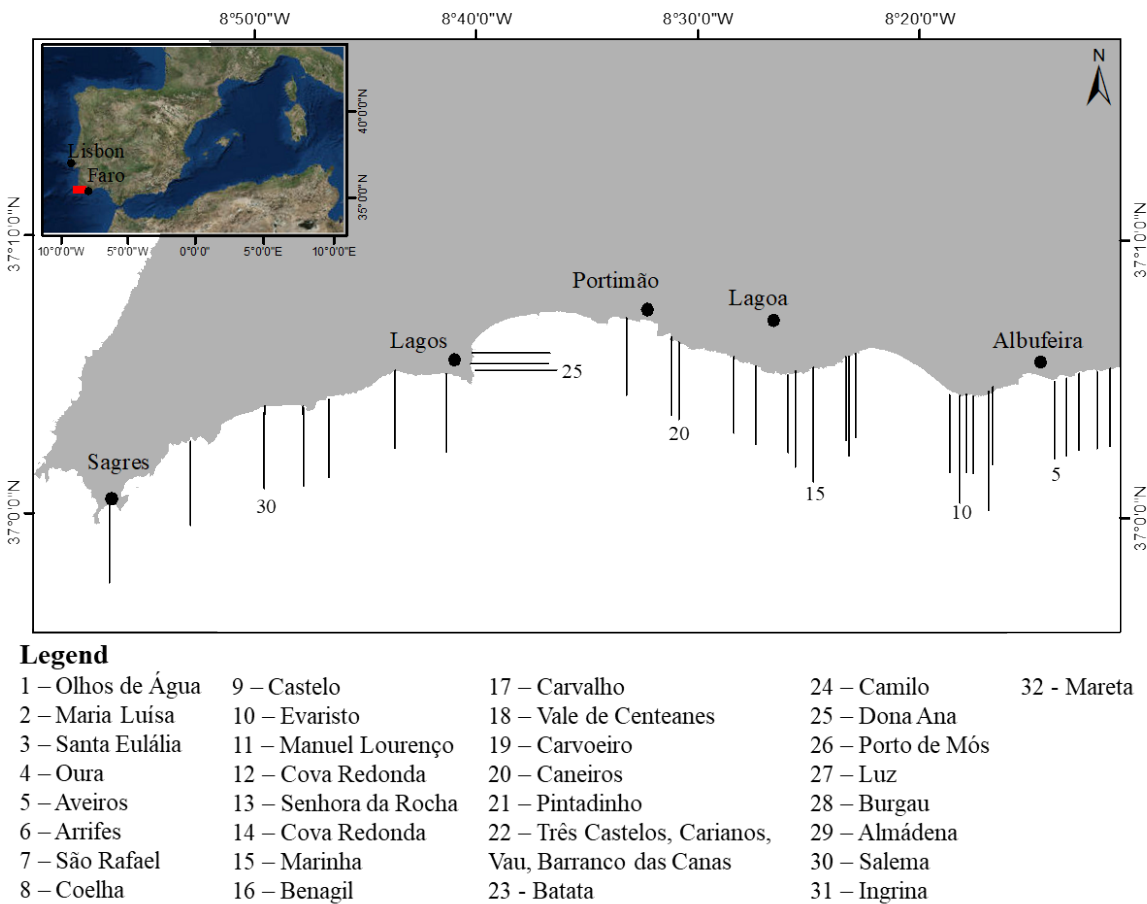 8°50'0"W 8°40'0"W 8°30'0"W 8°20'0"W
N
Lisbon
Faro
40°0'0"N
35°0'0"N
10°0'0"W 5°0'0"W 0°0'0" 5°0'0"E 10°0'0"E
37°10'0"N
37°10'0"N
Portimão
Lagoa
Lagos
Albufeira
25
20
5
Sagres
15
30
10
37°0'0"N
37°0'0"N
Legend
1 – Olhos de Água
2 – Maria Luísa
3 – Santa Eulália
4 – Oura
5 – Aveiros
6 – Arrifes
7 – São Rafael
8 – Coelha
9 – Castelo
10 – Evaristo
11 – Manuel Lourenço
12 – Cova Redonda
13 – Senhora da Rocha
14 – Cova Redonda
15 – Marinha
16 – Benagil
17 – Carvalho
18 – Vale de Centeanes
19 – Carvoeiro
20 – Caneiros
21 – Pintadinho
22 – Três Castelos, Carianos,
Vau, Barranco das Canas
23 - Batata
24 – Camilo
25 – Dona Ana
26 – Porto de Mós
27 – Luz
28 – Burgau
29 – Almádena
30 – Salema
31 – Ingrina
32 - Mareta